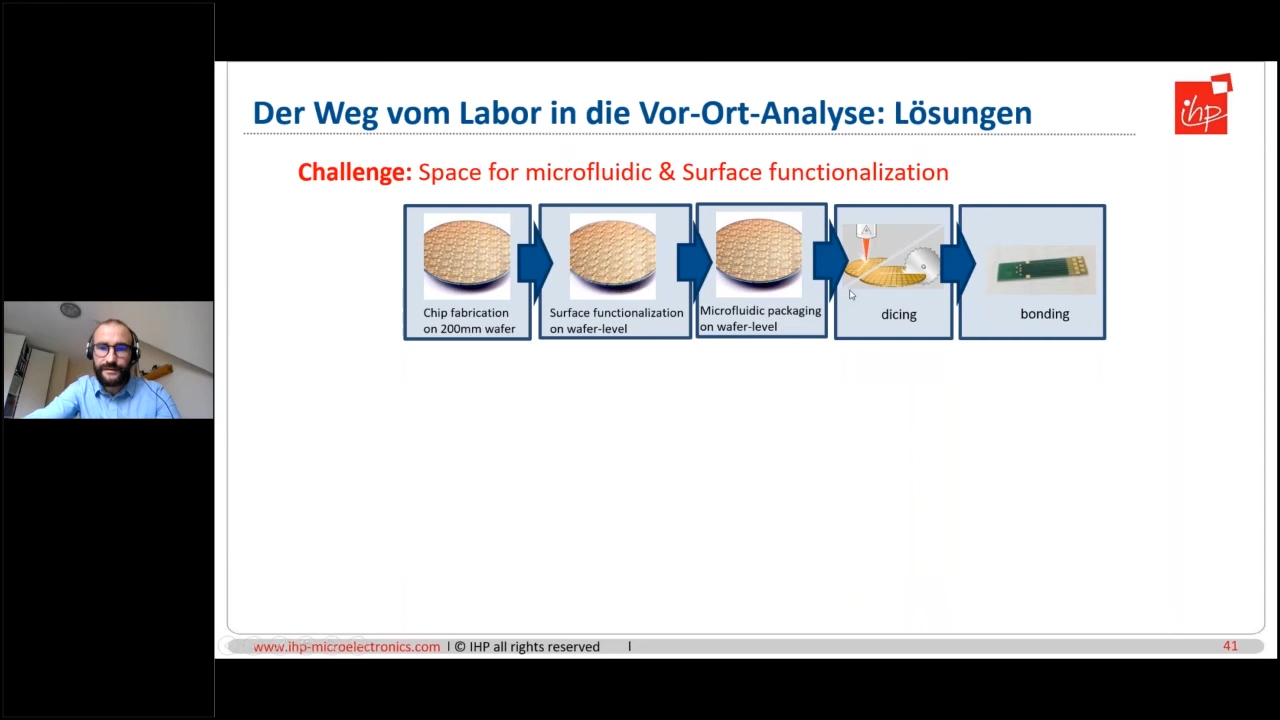 Der Weg vom Labor in die Vor-Ort-Analyse: Lösungen
ihp
Challenge: Space for microfluidic & Surface functionalization
Chip fabrication
on 200mm wafer
Surface functionalization
on wafer-level
Microfluidic packaging
on wafer-level
dicing
bonding
www.ihp-microelectronics.com I © IHP all rights reserved I
41